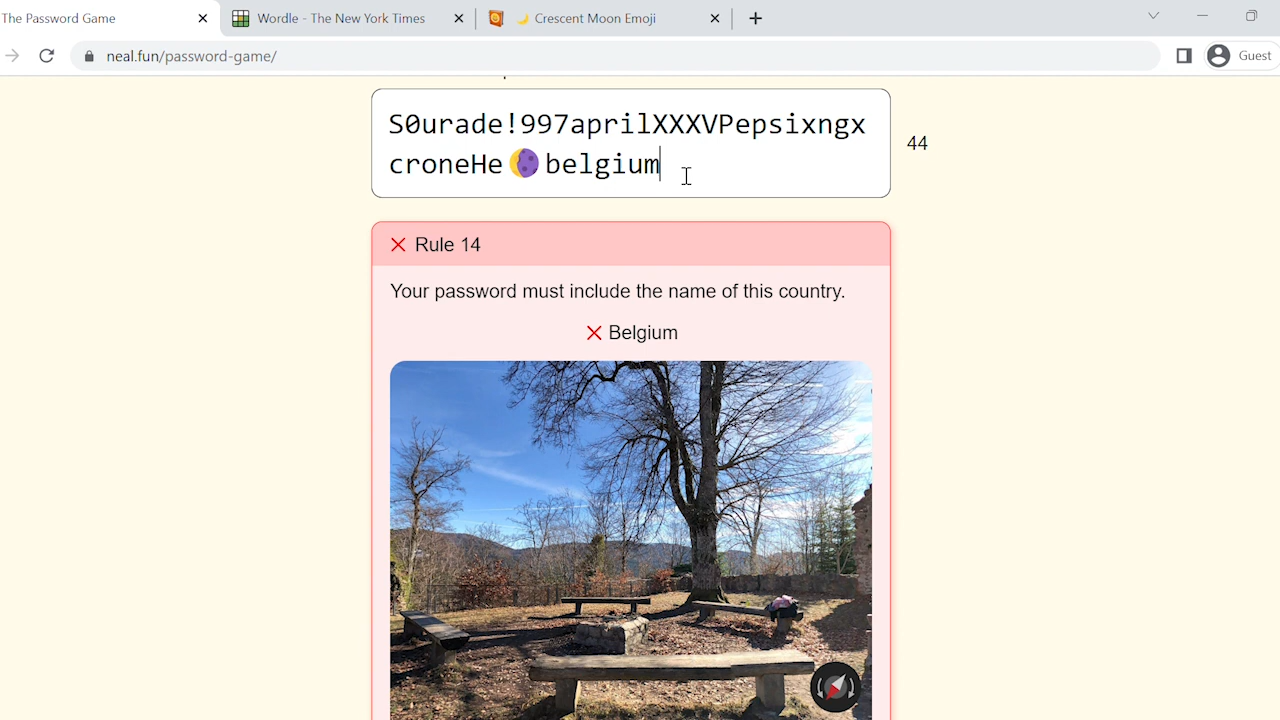 The Password Game
Wordle - The New York Times
🌙 Crescent Moon Emoji
neal.fun/password-game/
Guest
S0urade!997aprilXXXVPepsixngx
croneHe🌖belgium
44
Rule 14
Your password must include the name of this country.
Belgium